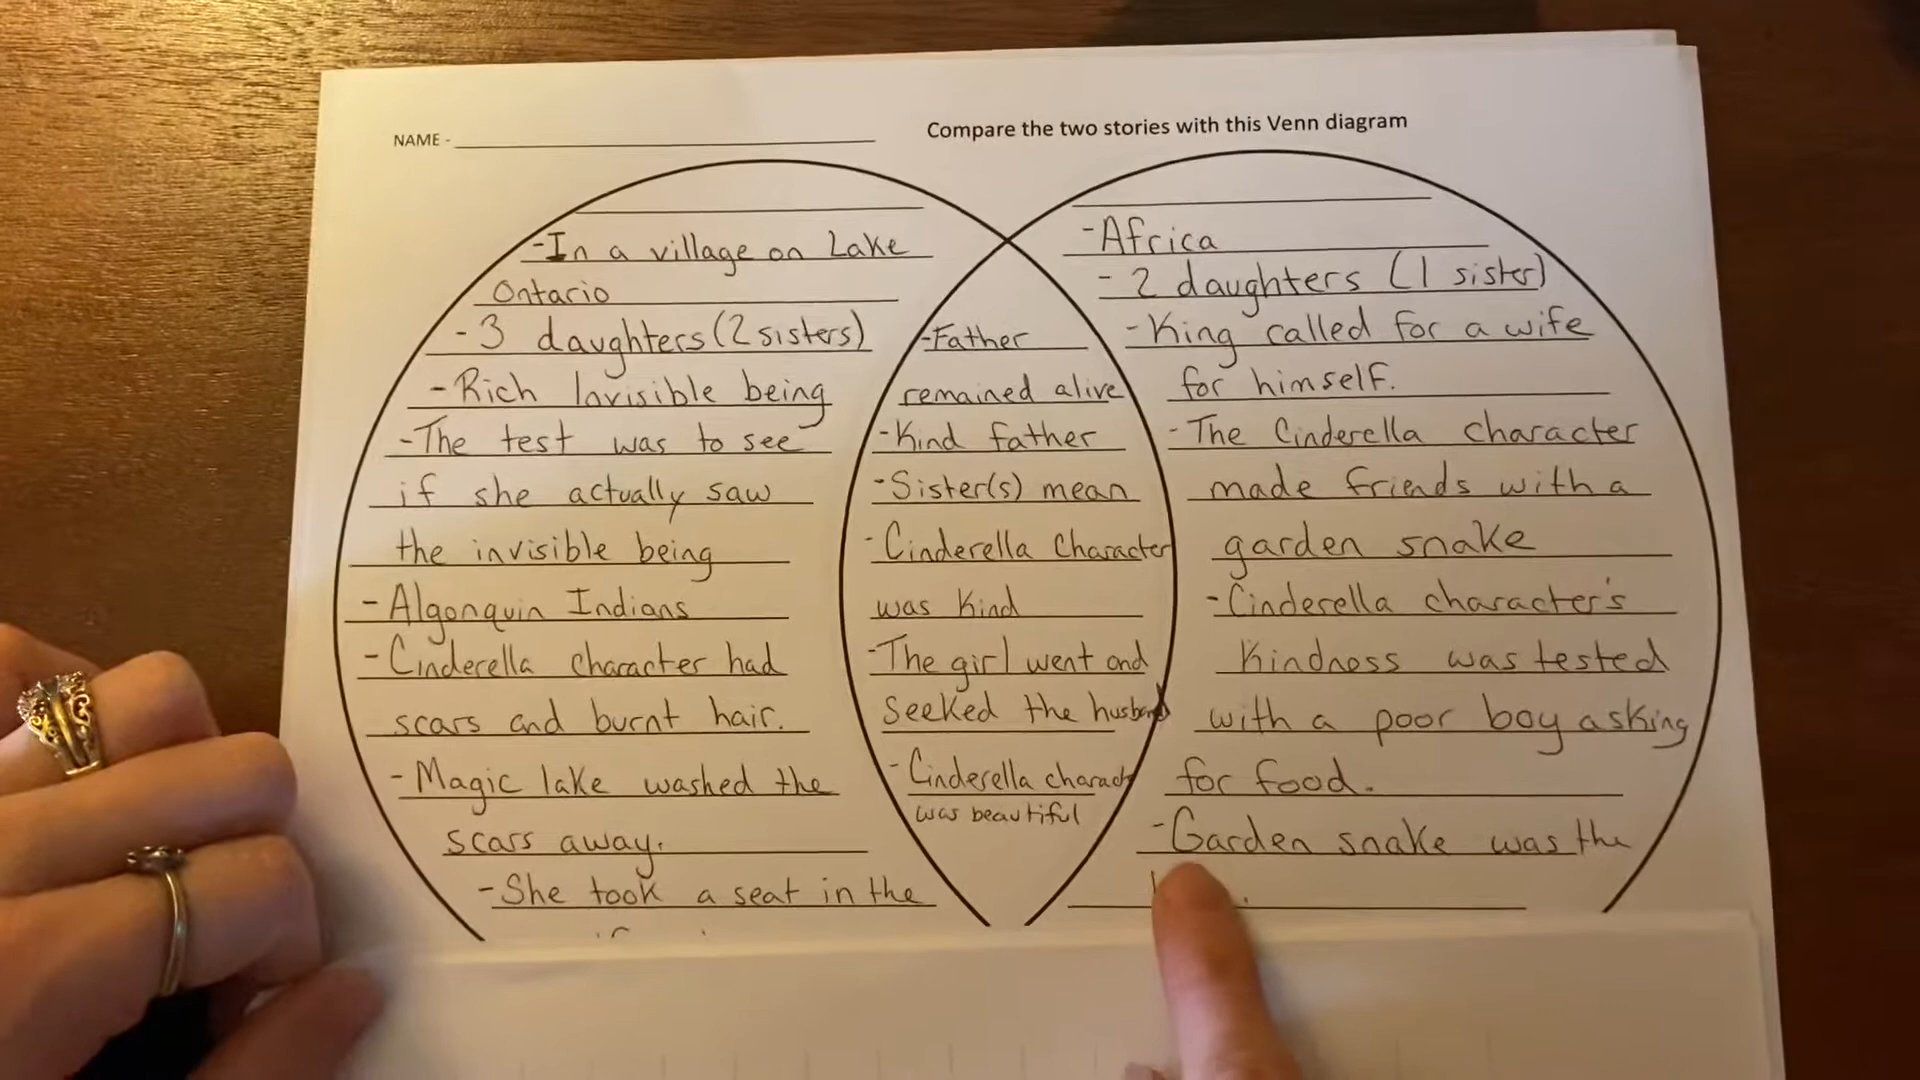 NAME -
Compare the two stories with this Venn diagram
-In a village on Lake
Ontario
-3 daughters (2 sisters)
-Rich Invisible being
-The test was to see
if she actually saw
the invisible being
-Algonquin Indians
-Cinderella character had
scars and burnt hair.
-Magic lake washed the
scars away.
-She took a seat in the
-Father
remained alive
-Kind father
-Sister(s) mean
-Cinderella Character
was kind
-The girl went and
seeked the husband
-Cinderella charact
was beautiful
-Africa
-2 daughters (1 sister)
-King called for a wife
for himself.
-The Cinderella character
made friends with a
garden snake
-Cinderella character's
Kindness was tested
with a poor boy asking
for food.
-Garden snake was the